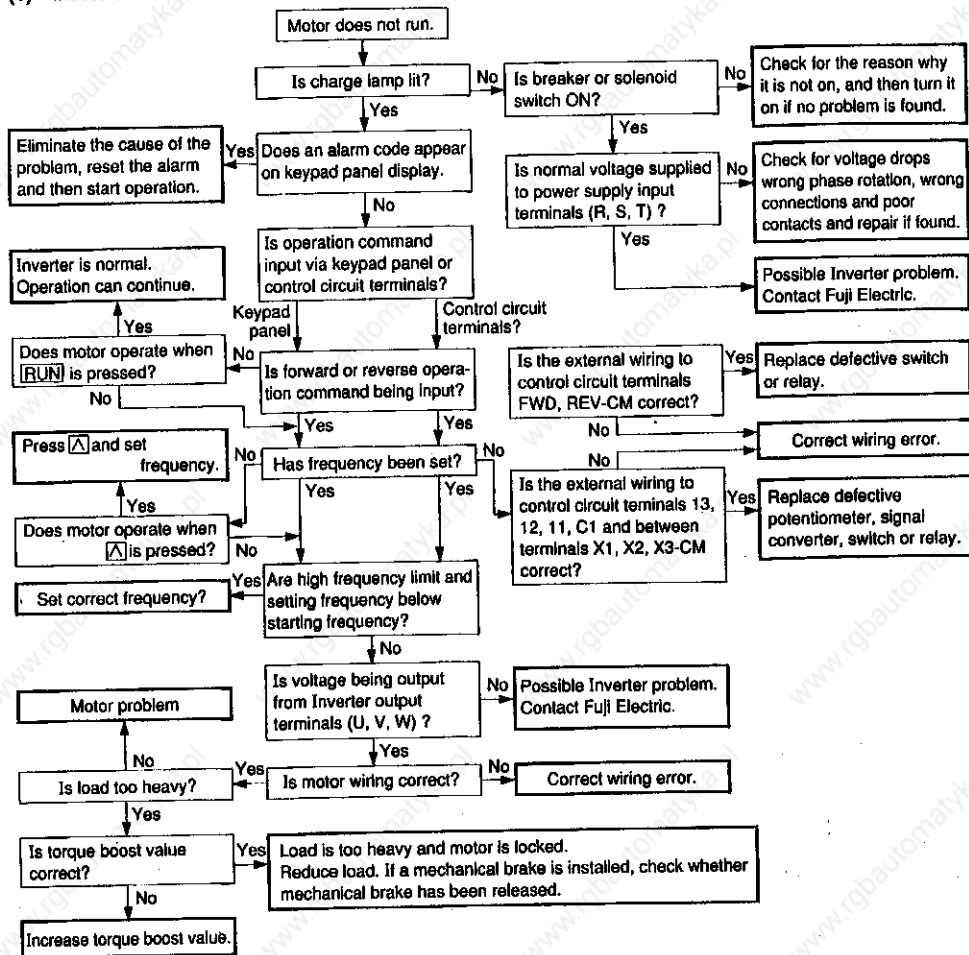 Motor does not run.
Is charge lamp lit?
No
Is breaker or solenoid
switch ON?
No
Check for the reason why
it is not on, and then turn it
on if no problem is found.
Yes
Yes
Eliminate the cause of the
problem, reset the alarm
and then start operation.
Yes
Does an alarm code appear
on keypad panel display.
Is normal voltage supplied
to power supply input
terminals (R, S, T) ?
No
Check for voltage drops
wrong phase rotation, wrong
connections and poor
contacts and repair if found.
No
Yes
Is operation command
input via keypad panel or
control circuit terminals?
Inverter is normal.
Operation can continue.
Possible Inverter problem.
Contact Fuji Electric.
Keypad
panel
Control circuit
terminals?
Yes
Does motor operate when
RUN is pressed?
No
Is forward or reverse opera-
tion command being input?
Is the external wiring to
control circuit terminals
FWD, REV-CM correct?
Yes
Replace defective switch
or relay.
No
Yes
Yes
No
Correct wiring error.
Press ∧ and set
frequency.
No
Has frequency been set?
No
No
Is the external wiring to
control circuit teminals 13,
12, 11, C1 and between
terminals X1, X2, X3-CM
correct?
Yes
Replace defective
potentiometer, signal
converter, switch or relay.
Yes
Yes
Yes
Does motor operate when
∧ is pressed?
No
Set correct frequency?
Yes
Are high frequency limit and
setting frequency below
starting frequency?
No
Is voltage being output
from Inverter output
terminals (U, V, W) ?
No
Possible Inverter problem.
Contact Fuji Electric.
Motor problem
Yes
No
Is load too heavy?
Yes
Is motor wiring correct?
No
Correct wiring error.
Yes
Is torque boost value
correct?
Yes
Load is too heavy and motor is locked.
Reduce load. If a mechanical brake is installed, check whether
mechanical brake has been released.
No
Increase torque boost value.
www.rgbautomatyka.pl